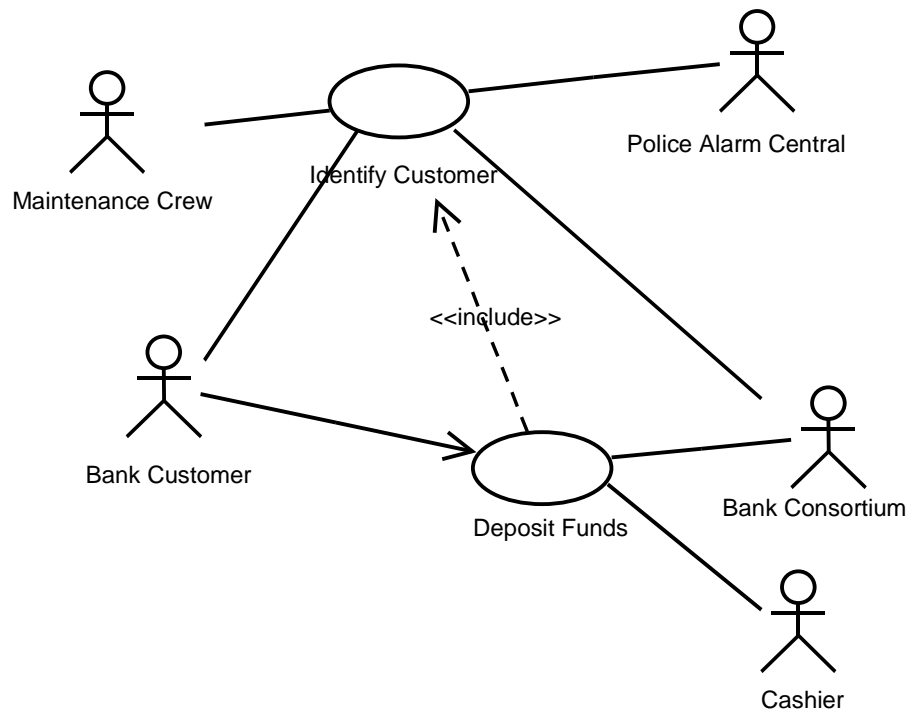 Police Alarm Central
Identify Customer
Maintenance Crew
<<include>>
Bank Customer
Bank Consortium
Deposit Funds
Cashier